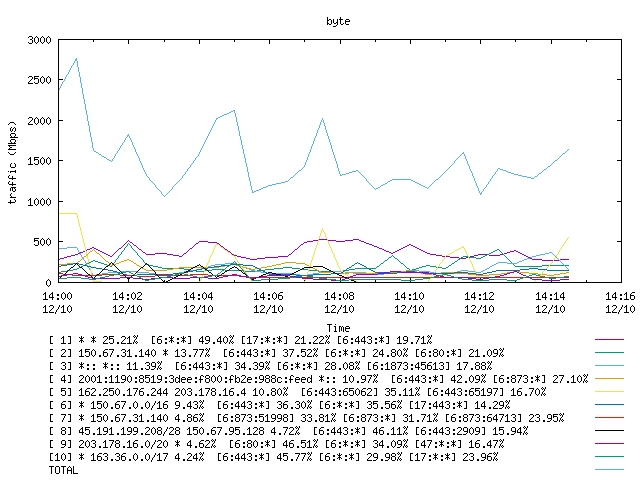 byte
3000
2500
2000
1500
1000
500
0
traffic (Mbps)
14:00 14:02 14:04 14:06 14:08 14:10 14:12 14:14 14:16
12/10 12/10 12/10 12/10 12/10 12/10 12/10 12/10 12/10
Time
[ 1] * * 25.21% [6:*:*] 49.40% [17:*:*] 21.22% [6:443:*] 19.71%
[ 2] 150.67.31.140 * 13.77% [6:443:*] 37.52% [6:*:*] 24.80% [6:80:*] 21.09%
[ 3] *:: *:: 11.39% [6:443:*] 34.39% [6:*:*] 28.08% [6:1873:45613] 17.88%
[ 4] 2001:1190:8519:3dee:f800:fb2e:988c:feed *:: 10.97% [6:443:*] 42.09% [6:873:*] 27.10%
[ 5] 162.250.176.244 203.178.16.4 10.80% [6:443:65062] 35.11% [6:443:65197] 16.70%
[ 6] * 150.67.0.0/16 9.43% [6:443:*] 36.30% [6:*:*] 35.56% [17:443:*] 14.29%
[ 7] * 150.67.31.140 4.86% [6:873:51998] 33.81% [6:873:*] 31.71% [6:873:64713] 23.95%
[ 8] 45.191.199.208/28 150.67.95.128 4.72% [6:443:*] 46.11% [6:443:2909] 15.94%
[ 9] 203.178.16.0/20 * 4.62% [6:80:*] 46.51% [6:*:*] 34.09% [47:*:*] 16.47%
[10] * 163.36.0.0/17 4.24% [6:443:*] 45.77% [6:*:*] 29.98% [17:*:*] 23.96%
TOTAL